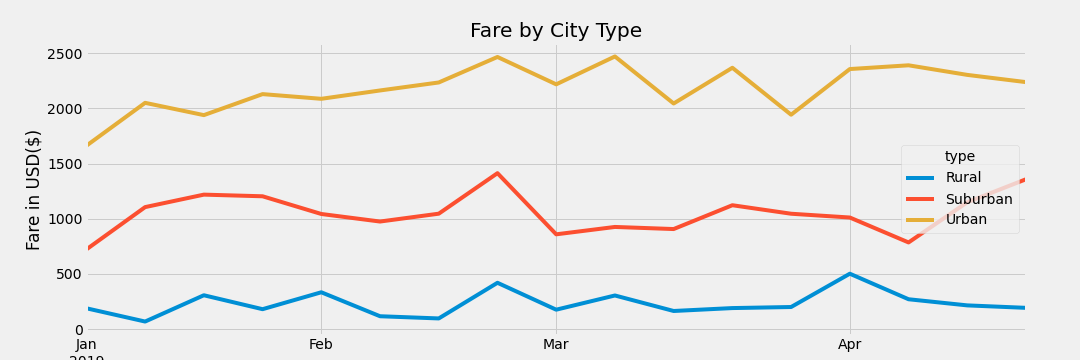 Fare by City Type
Fare in USD($)
2500
2000
1500
1000
500
0
type
Rural
Suburban
Urban
Jan
Feb
Mar
Apr
2019